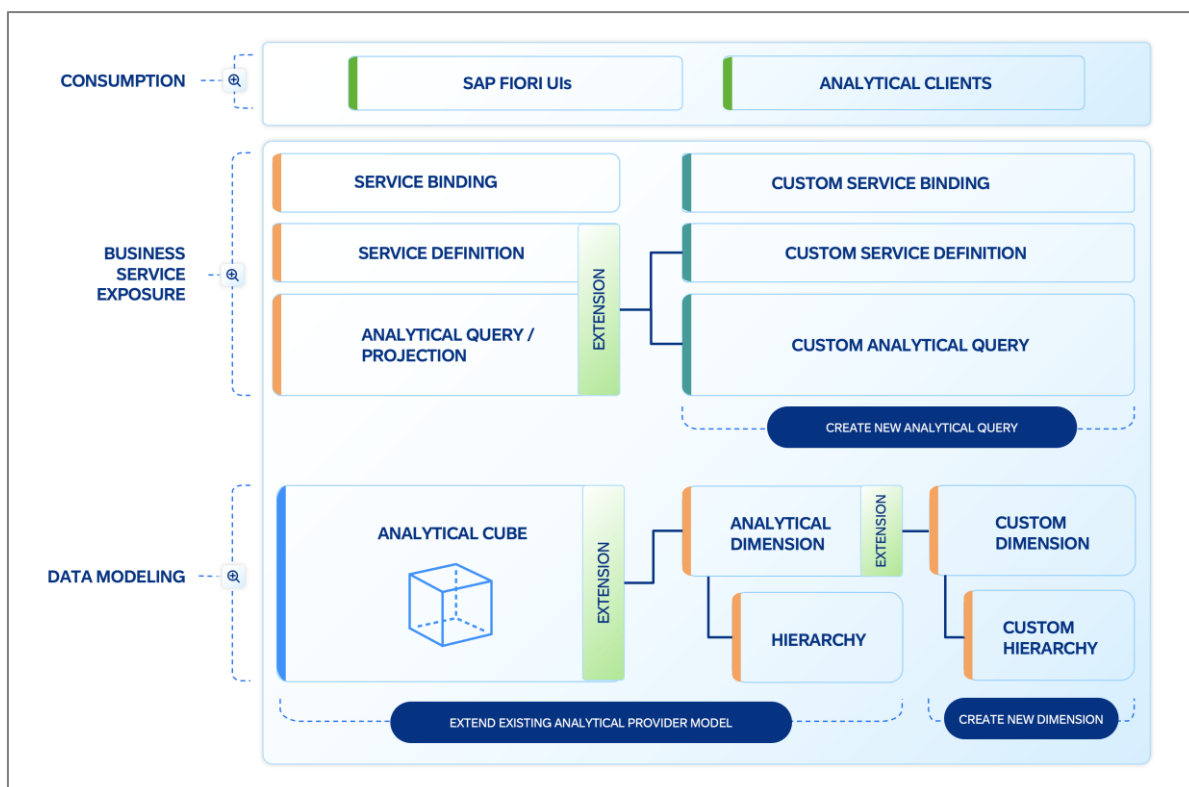 CONSUMPTION
SAP FIORI UIs
ANALYTICAL CLIENTS
BUSINESS
SERVICE
EXPOSURE
SERVICE BINDING
CUSTOM SERVICE BINDING
SERVICE DEFINITION
CUSTOM SERVICE DEFINITION
ANALYTICAL QUERY /
PROJECTION
EXTENSION
CUSTOM ANALYTICAL QUERY
CREATE NEW ANALYTICAL QUERY
DATA MODELING
ANALYTICAL CUBE
EXTENSION
ANALYTICAL
DIMENSION
EXTENSION
CUSTOM
DIMENSION
HIERARCHY
CUSTOM
HIERARCHY
EXTEND EXISTING ANALYTICAL PROVIDER MODEL
CREATE NEW DIMENSION